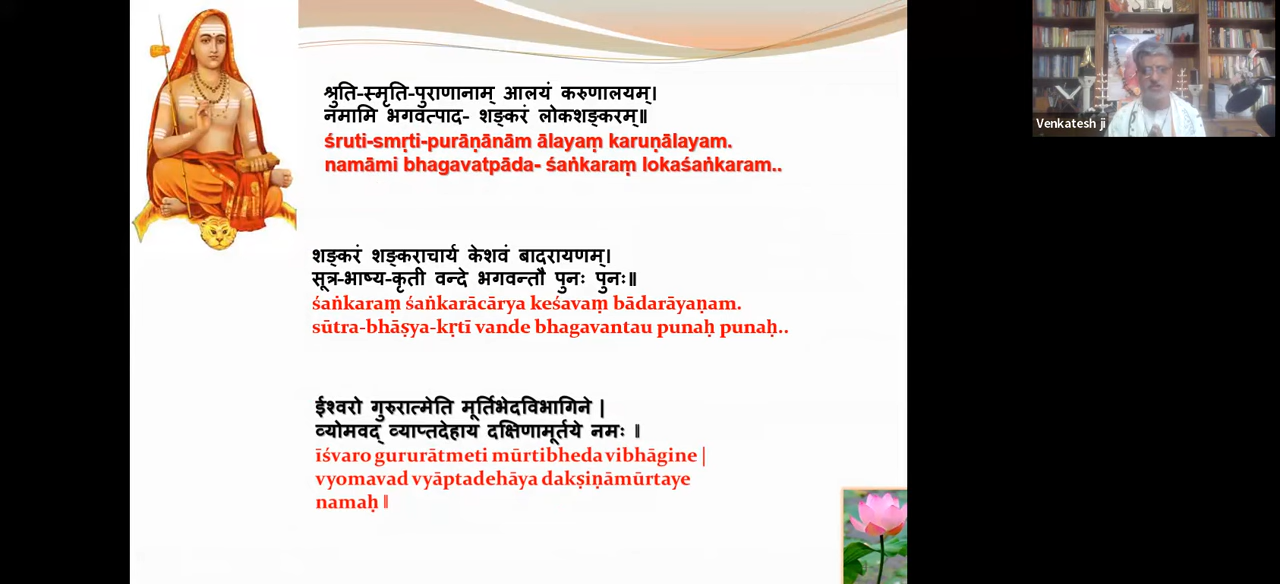 श्रुति-स्मृति-पुराणानाम् आलयं करुणालयम्।
नमामि भगवत्पाद- शङ्करं लोकशङ्करम्॥
śruti-smṛti-purāṇānām ālayaṃ karuṇālayam.
namāmi bhagavatpāda- śaṅkaraṃ lokaśaṅkaram..
शङ्करं शङ्कराचार्य केशवं बादरायणम्।
सूत्र-भाष्य-कृती वन्दे भगवन्तौ पुनः पुनः॥
śaṅkaraṃ śaṅkarācārya keśavaṃ bādarāyaṇam.
sūtra-bhāṣya-kṛtī vande bhagavantau punaḥ punaḥ..
ईश्वरो गुरुरात्मेति मूर्तिभेदविभागिने |
व्योमवद् व्याप्तदेहाय दक्षिणामूर्तये नमः ॥
īśvaro gururātmeti mūrtibheda vibhāgine |
vyomavad vyāptadehāya dakṣiṇāmūrtaye
namaḥ ॥
Venkatesh ji